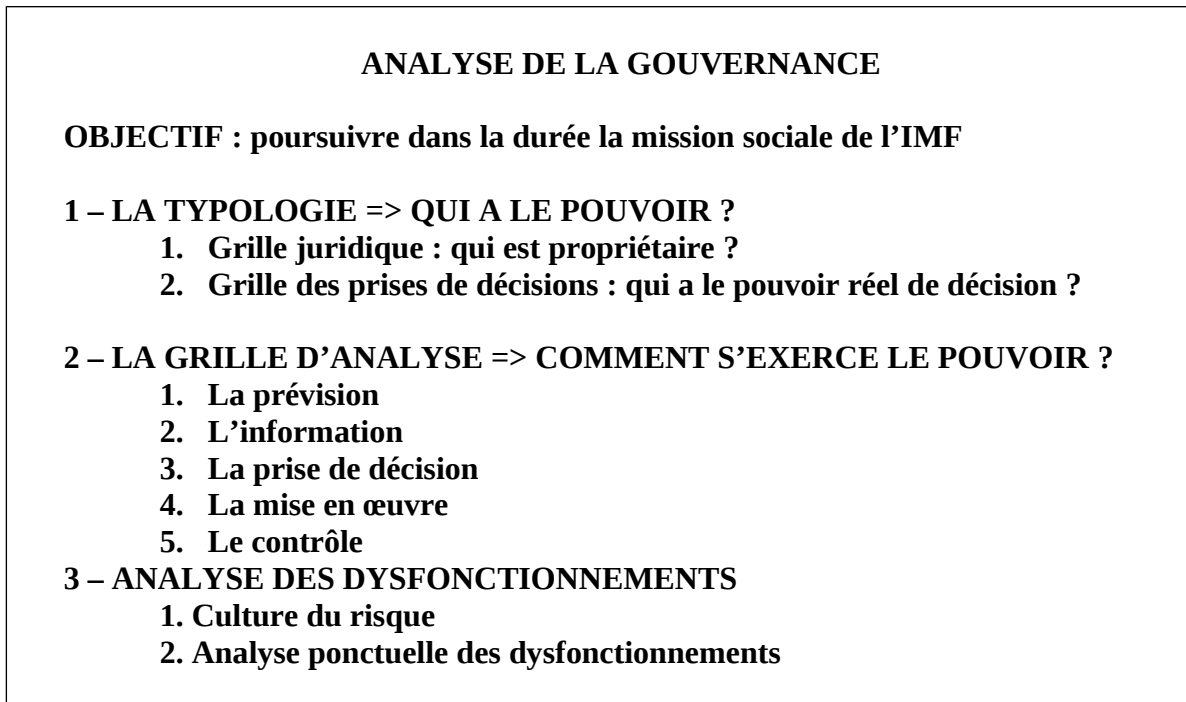 ANALYSE DE LA GOUVERNANCE
OBJECTIF : poursuivre dans la durée la mission sociale de l’IMF
1 – LA TYPOLOGIE => QUI A LE POUVOIR ?
1. Grille juridique : qui est propriétaire ?
2. Grille des prises de décisions : qui a le pouvoir réel de décision ?
2 – LA GRILLE D’ANALYSE => COMMENT S’EXERCE LE POUVOIR ?
1. La prévision
2. L’information
3. La prise de décision
4. La mise en œuvre
5. Le contrôle
3 – ANALYSE DES DYSFONCTIONNEMENTS
1. Culture du risque
2. Analyse ponctuelle des dysfonctionnements